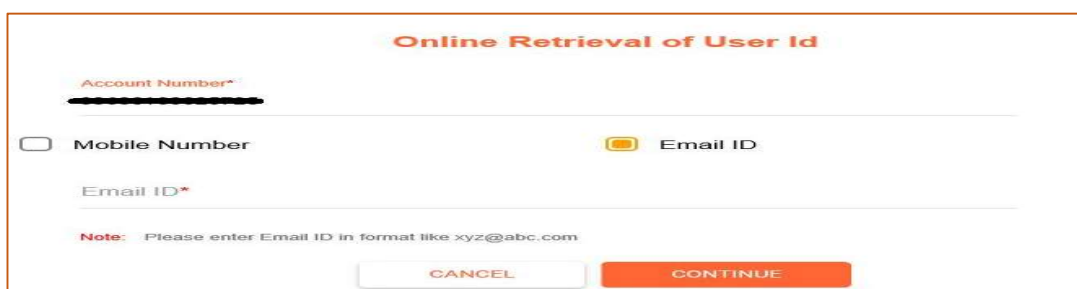 Online Retrieval of User Id
Account Number*
Mobile Number Email ID
Email ID*
Note: Please enter Email ID in format like xyz@abc.com
CANCEL CONTINUE